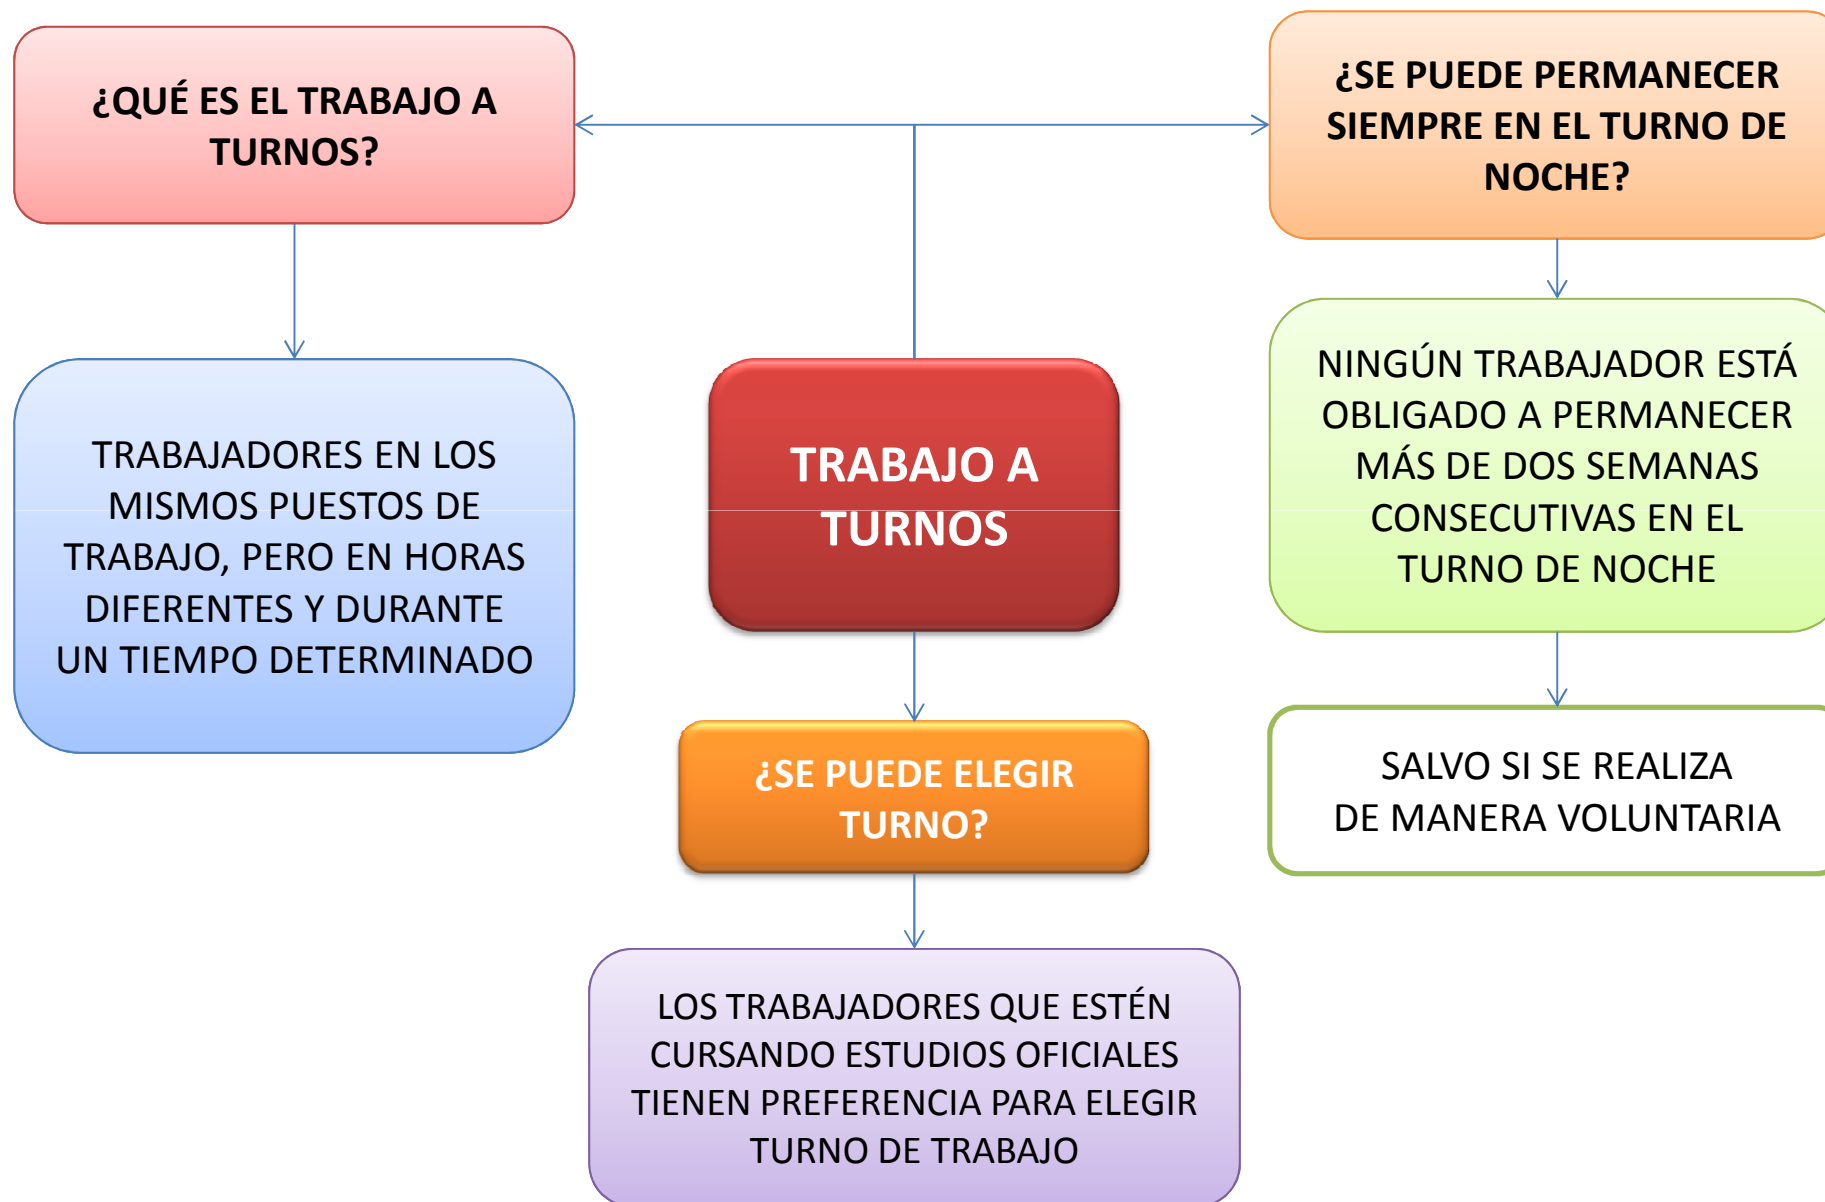 ¿QUÉ ES EL TRABAJO A
TURNOS?
TRABAJADORES EN LOS
MISMOS PUESTOS DE
TRABAJO, PERO EN HORAS
DIFERENTES Y DURANTE
UN TIEMPO DETERMINADO
TRABAJO A
TURNOS
¿SE PUEDE ELEGIR
TURNO?
LOS TRABAJADORES QUE ESTÉN
CURSANDO ESTUDIOS OFICIALES
TIENEN PREFERENCIA PARA ELEGIR
TURNO DE TRABAJO
¿SE PUEDE PERMANECER
SIEMPRE EN EL TURNO DE
NOCHE?
NINGÚN TRABAJADOR ESTÁ
OBLIGADO A PERMANECER
MÁS DE DOS SEMANAS
CONSECUTIVAS EN EL
TURNO DE NOCHE
SALVO SI SE REALIZA
DE MANERA VOLUNTARIA